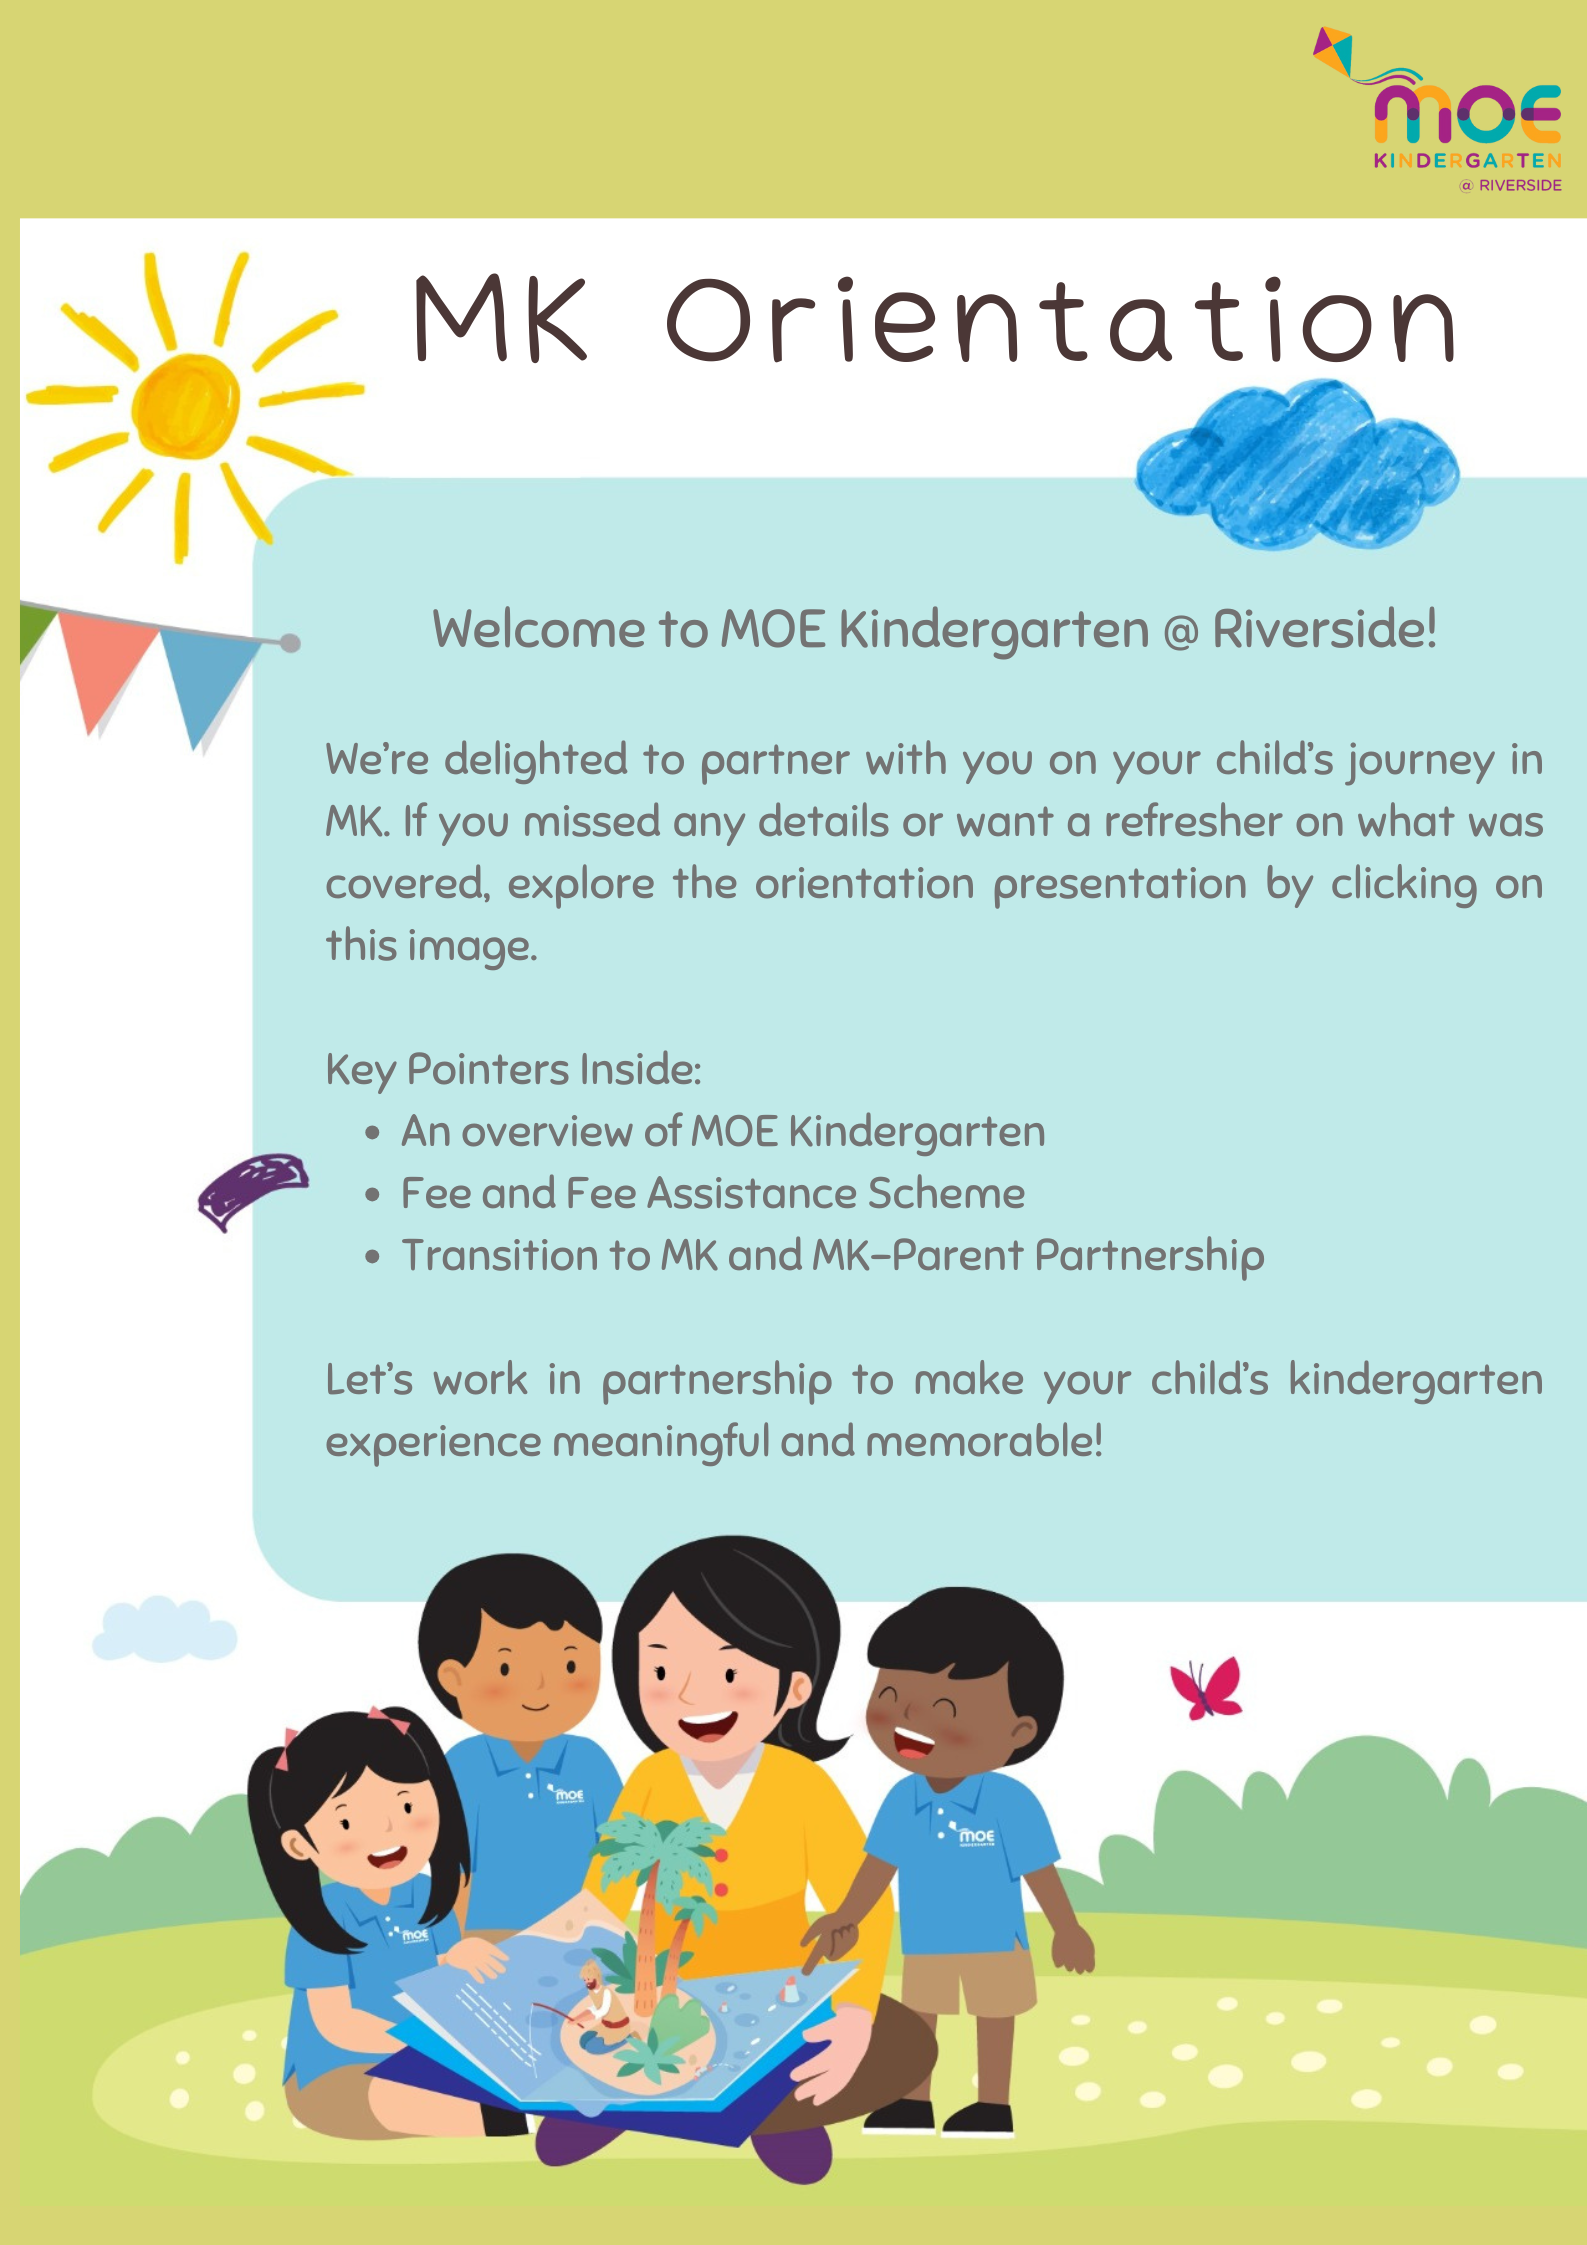 moe
KINDERGARTEN
@ RIVERSIDE
MK Orientation
Welcome to MOE Kindergarten @ Riverside!
We're delighted to partner with you on your child's journey in
MK. If you missed any details or want a refresher on what was
covered, explore the orientation presentation by clicking on
this image.
Key Pointers Inside:
• An overview of MOE Kindergarten
• Fee and Fee Assistance Scheme
• Transition to MK and MK–Parent Partnership
Let's work in partnership to make your child's kindergarten
experience meaningful and memorable!
moe
moe
moe